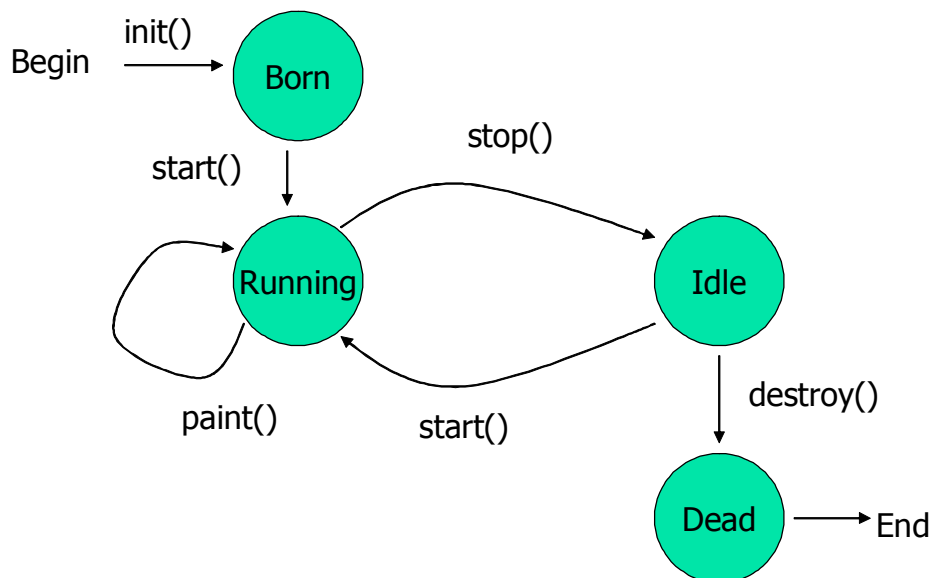 init()
Begin
Born
stop()
start()
Running
Idle
destroy()
paint()
start()
Dead
End